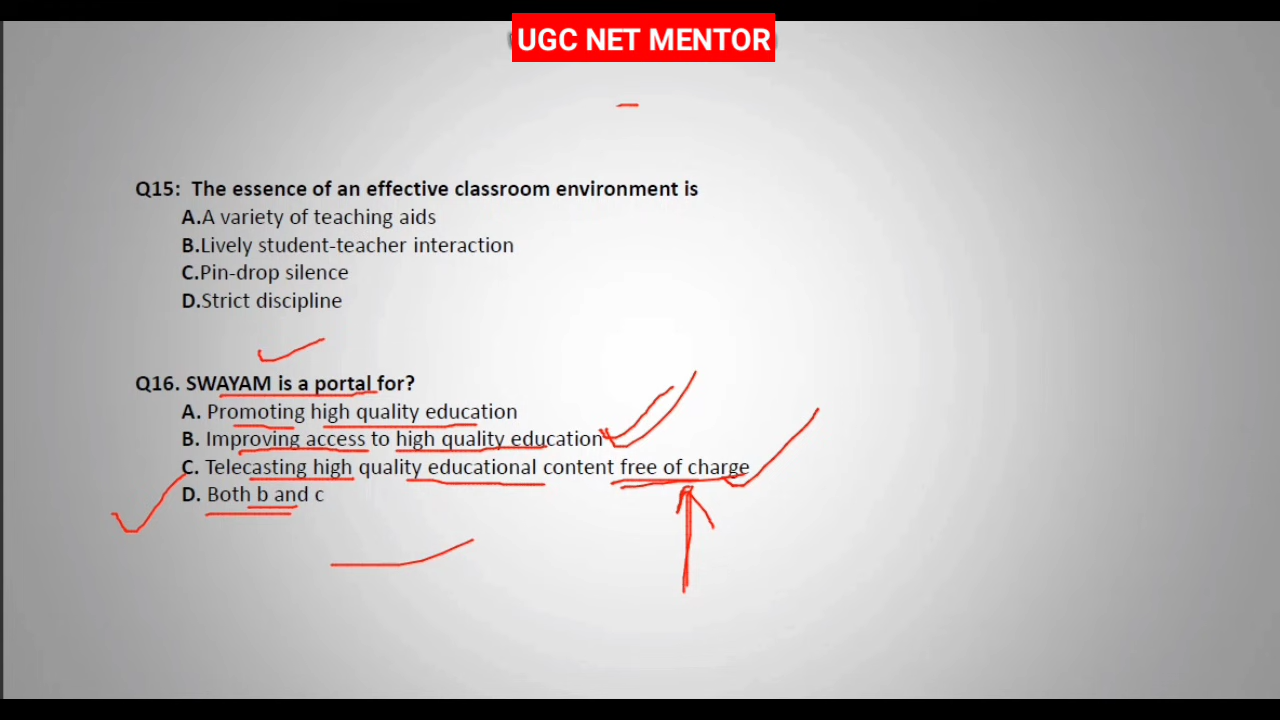 UGC NET MENTOR
Q15: The essence of an effective classroom environment is
A.A variety of teaching aids
B.Lively student-teacher interaction
C.Pin-drop silence
D.Strict discipline
Q16. SWAYAM is a portal for?
A. Promoting high quality education
B. Improving access to high quality education
C. Telecasting high quality educational content free of charge
D. Both b and c